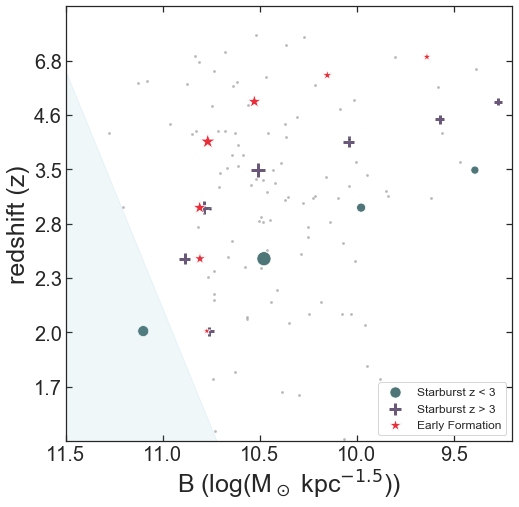 6.8
4.6
3.5
2.8
2.3
2.0
1.7
redshift (z)
11.5 11.0 10.5 10.0 9.5
B (log(M⊙ kpc⁻¹·⁵))
Starburst z < 3
Starburst z > 3
Early Formation